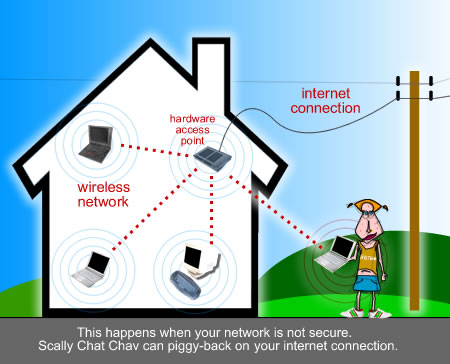 internet
connection
hardware
access
point
wireless
network
This happens when your network is not secure.
Scally Chat Chav can piggy-back on your internet connection.